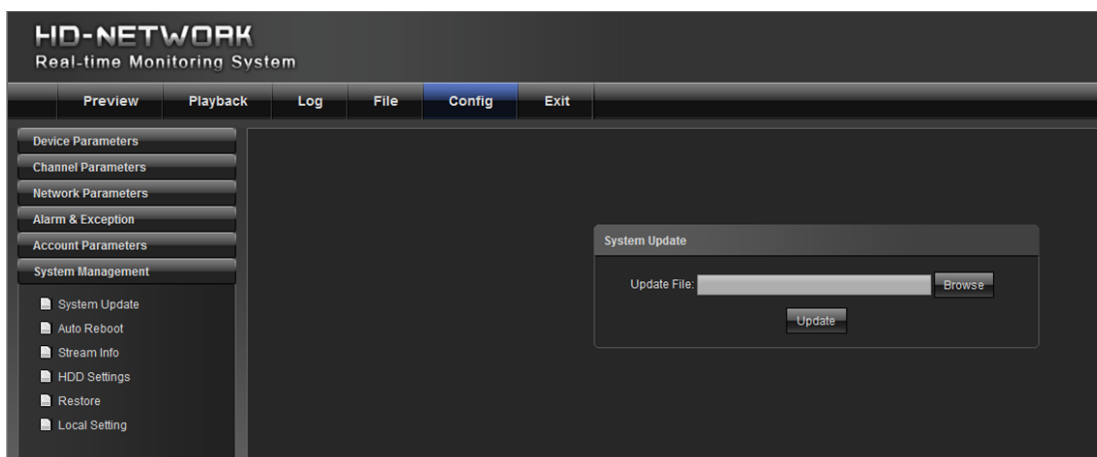 HD-NETWORK
Real-time Monitoring System
Preview Playback Log File Config Exit
Device Parameters
Channel Parameters
Network Parameters
Alarm & Exception
Account Parameters
System Management
System Update
Auto Reboot
Stream Info
HDD Settings
Restore
Local Setting
System Update
Update File: Browse
Update